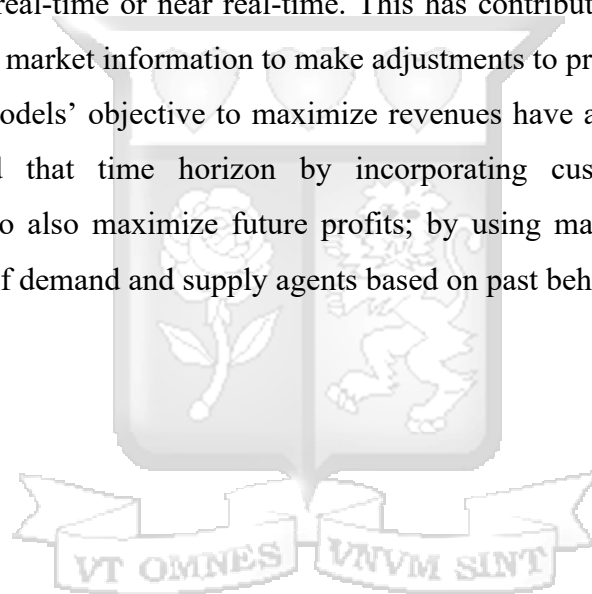 real-time or near real-time. This has contribut
market information to make adjustments to pr
odels’ objective to maximize revenues have a
that time horizon by incorporating cus
o also maximize future profits; by using ma
f demand and supply agents based on past beh
VT OMNES VNVM SINT